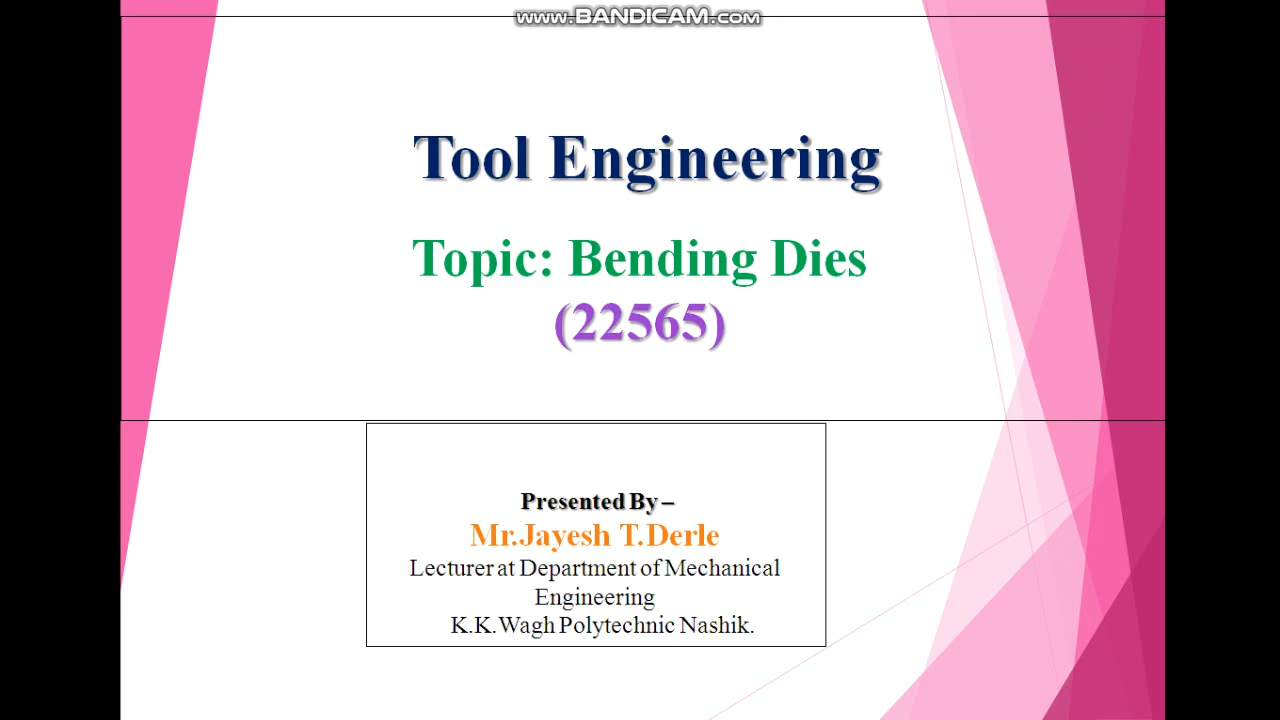 www.BANDICAM.com
Tool Engineering
Topic: Bending Dies
(22565)
Presented By –
Mr.Jayesh T.Derle
Lecturer at Department of Mechanical
Engineering
K.K.Wagh Polytechnic Nashik.